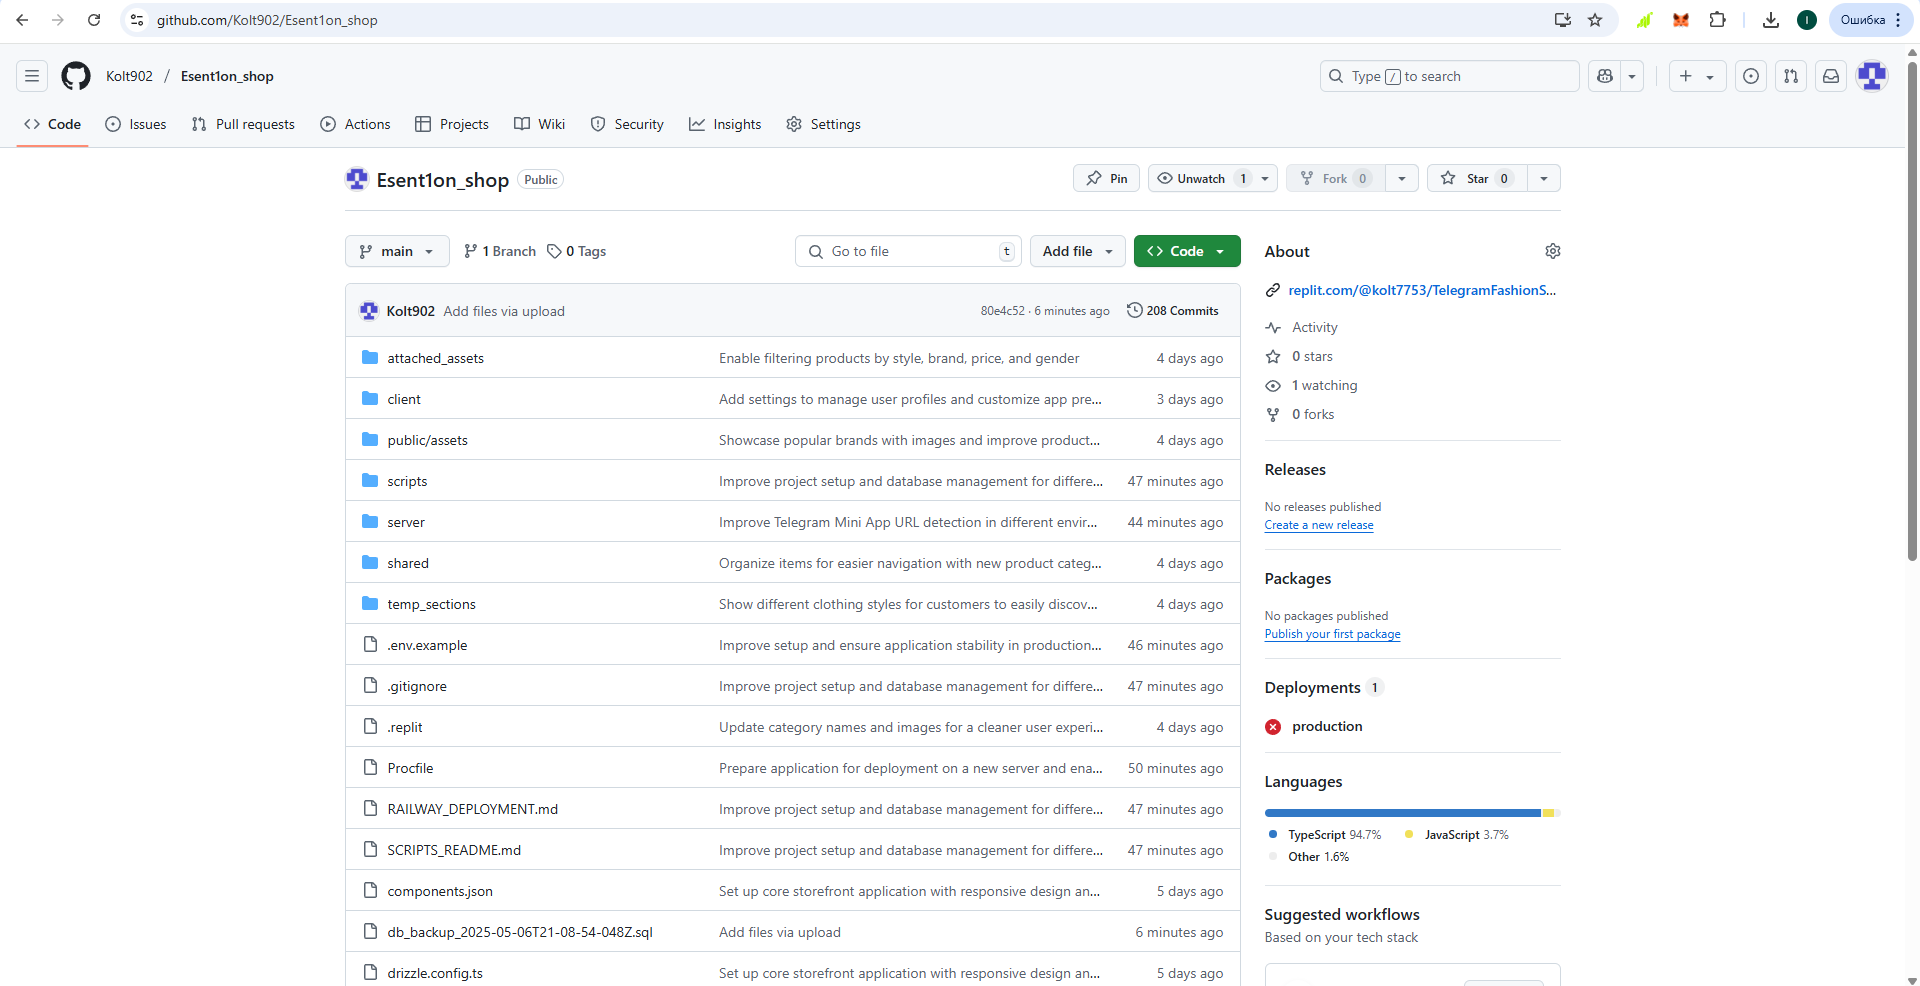 github.com/Kolt902/Esent1on_shop
Ошибка
Kolt902 / Esent1on_shop
Type / to search
Code Issues Pull requests Actions Projects Wiki Security Insights Settings
Esent1on_shop Public
Pin Unwatch 1 Fork 0 Star 0
main 1 Branch 0 Tags Go to file t Add file Code
Kolt902 Add files via upload 80e4c52 · 6 minutes ago 208 Commits
attached_assets Enable filtering products by style, brand, price, and gender 4 days ago
client Add settings to manage user profiles and customize app pre... 3 days ago
public/assets Showcase popular brands with images and improve product... 4 days ago
scripts Improve project setup and database management for differe... 47 minutes ago
server Improve Telegram Mini App URL detection in different envir... 44 minutes ago
shared Organize items for easier navigation with new product categ... 4 days ago
temp_sections Show different clothing styles for customers to easily discov... 4 days ago
.env.example Improve setup and ensure application stability in production... 46 minutes ago
.gitignore Improve project setup and database management for differe... 47 minutes ago
.replit Update category names and images for a cleaner user experi... 4 days ago
Procfile Prepare application for deployment on a new server and ena... 50 minutes ago
RAILWAY_DEPLOYMENT.md Improve project setup and database management for differe... 47 minutes ago
SCRIPTS_README.md Improve project setup and database management for differe... 47 minutes ago
components.json Set up core storefront application with responsive design an... 5 days ago
db_backup_2025-05-06T21-08-54-048Z.sql Add files via upload 6 minutes ago
drizzle.config.ts Set up core storefront application with responsive design an... 5 days ago
About
replit.com/@kolt7753/TelegramFashionS...
Activity
0 stars
1 watching
0 forks
Releases
No releases published
Create a new release
Packages
No packages published
Publish your first package
Deployments 1
production
Languages
TypeScript 94.7% JavaScript 3.7%
Other 1.6%
Suggested workflows
Based on your tech stack